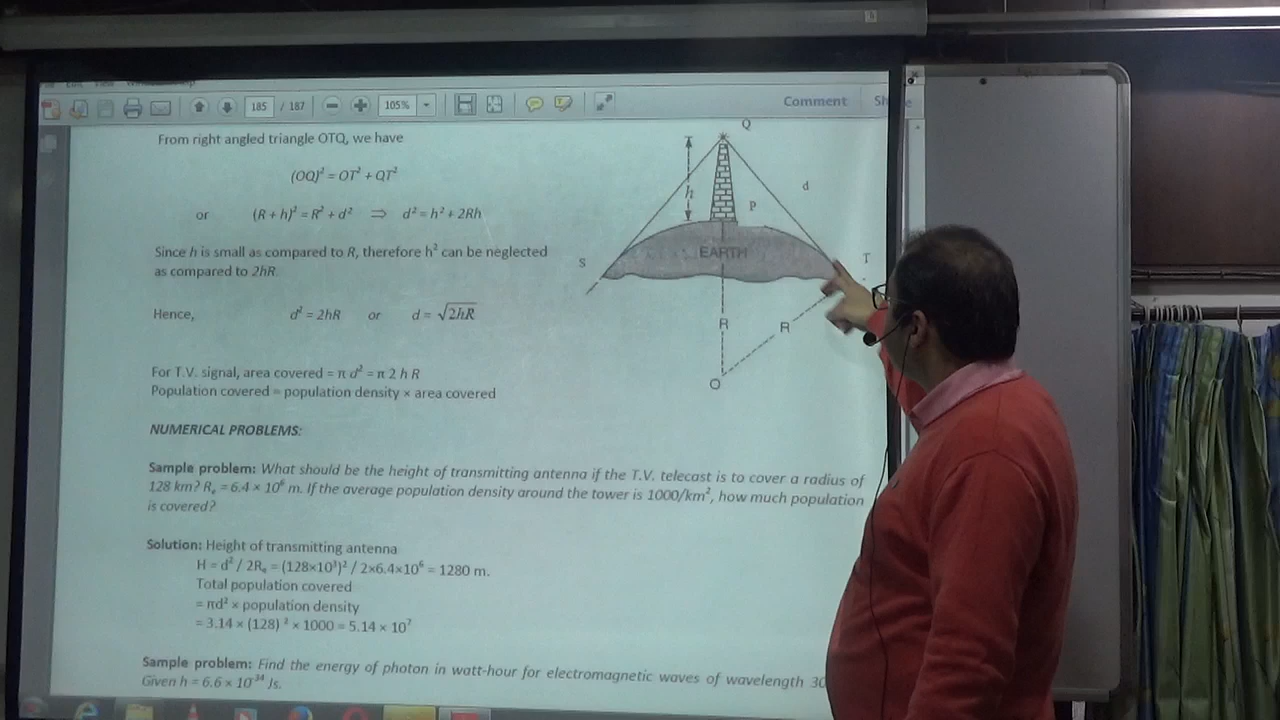 185 / 187
105%
Comment
From right angled triangle OTQ, we have
(OQ)² = OT² + QT²
or (R + h)² = R² + d² ⇒ d² = h² + 2Rh
Since h is small as compared to R, therefore h² can be neglected
as compared to 2hR.
Hence, d² = 2hR or d = √2hR
For T.V. signal, area covered = π d² = π 2 h R
Population covered = population density × area covered
Q
h
d
P
EARTH
S
T
R
R
O
NUMERICAL PROBLEMS:
Sample problem: What should be the height of transmitting antenna if the T.V. telecast is to cover a radius of
128 km? Rₑ = 6.4 × 10⁶ m. If the average population density around the tower is 1000/km², how much population
is covered?
Solution: Height of transmitting antenna
H = d² / 2Rₑ = (128×10³)² / 2×6.4×10⁶ = 1280 m.
Total population covered
= πd² × population density
= 3.14 × (128) ² × 1000 = 5.14 × 10⁷
Sample problem: Find the energy of photon in watt-hour for electromagnetic waves of wavelength
Given h = 6.6 × 10⁻³⁴ Js.